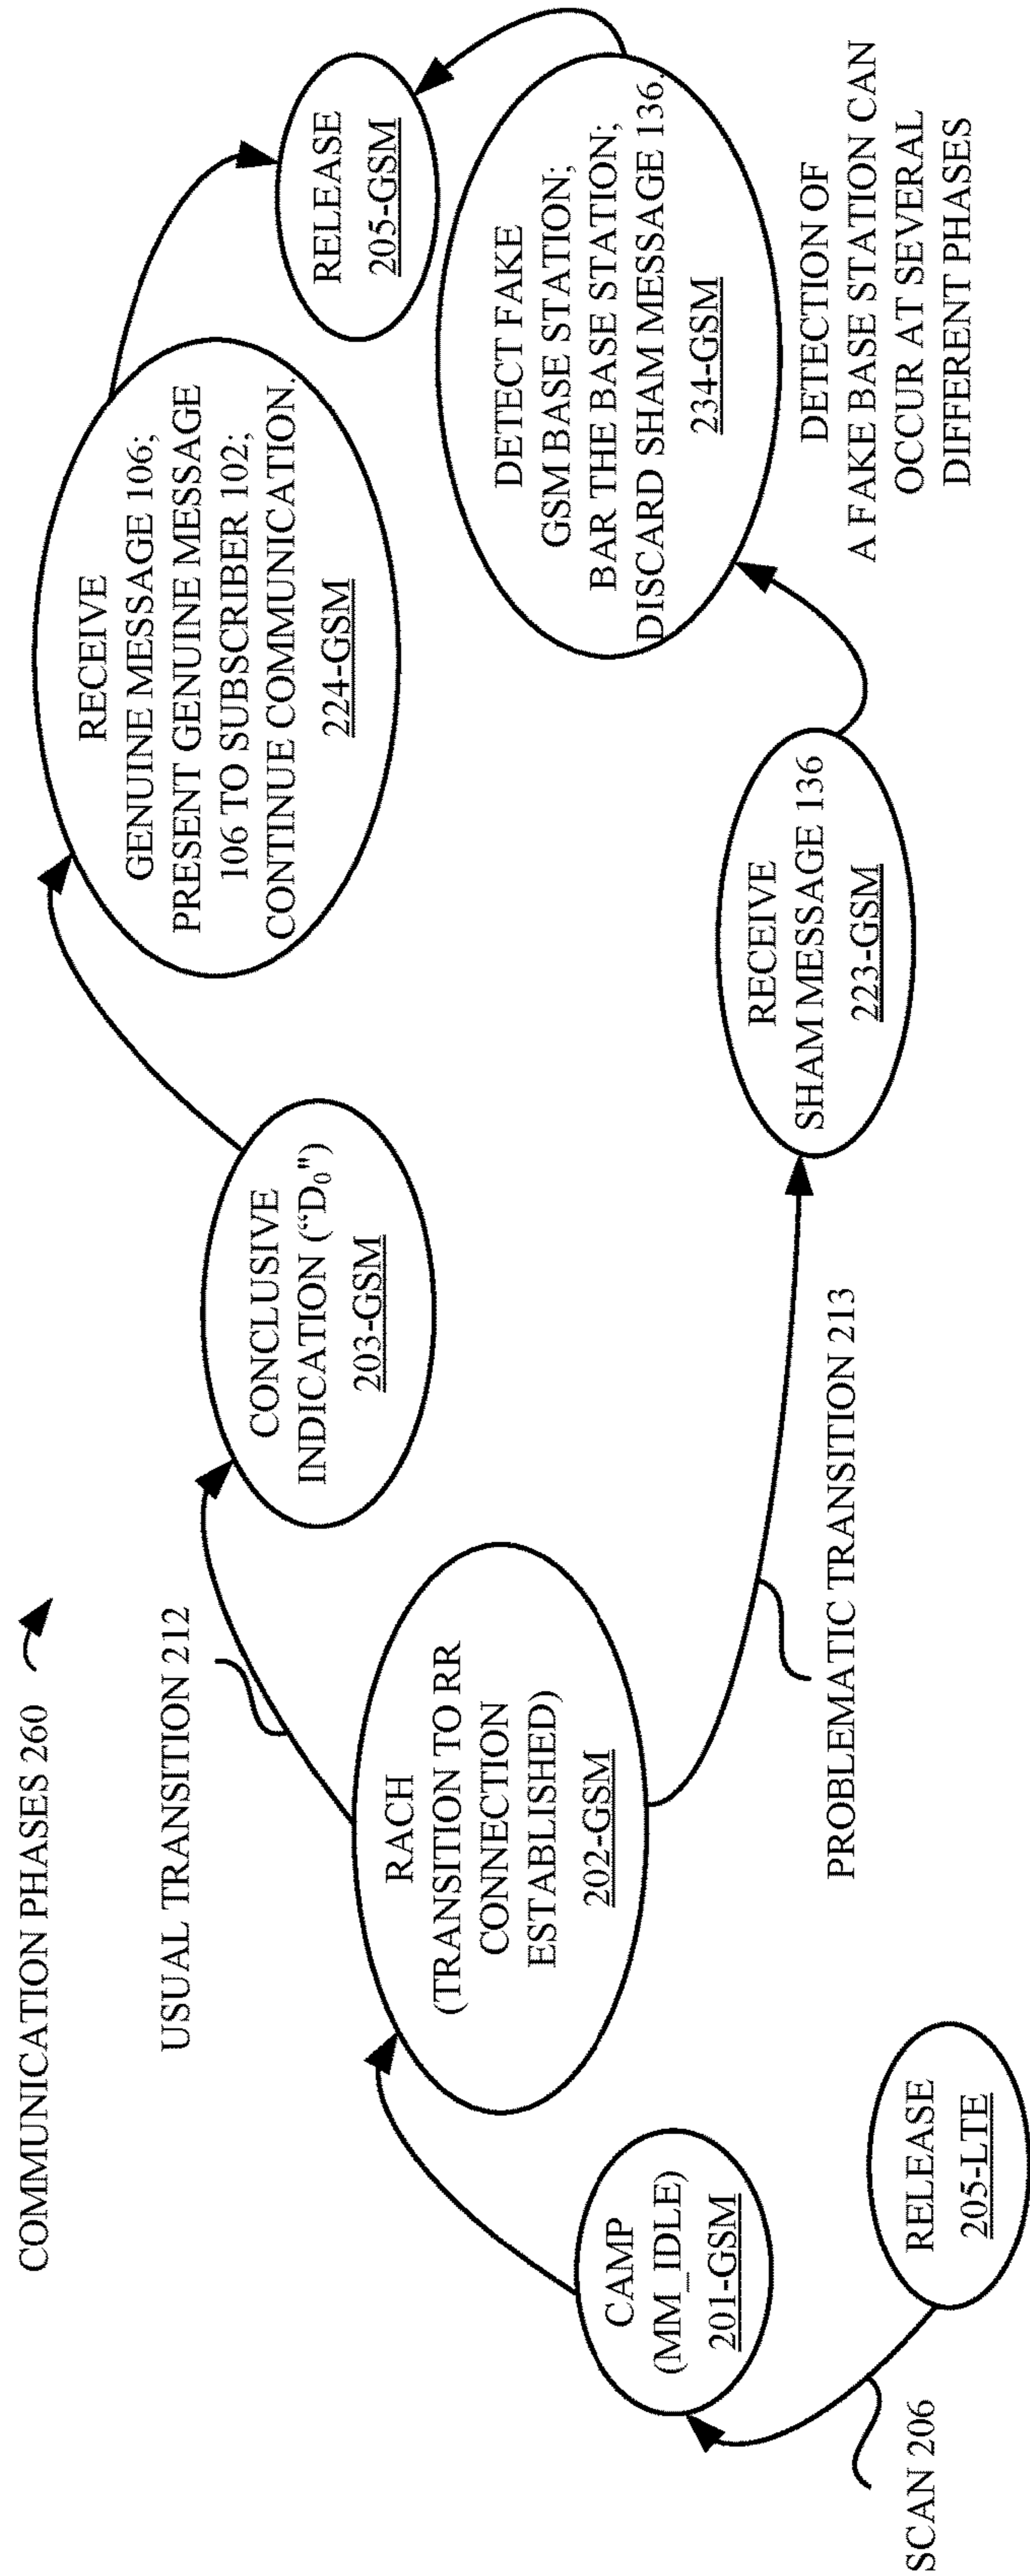 COMMUNICATION PHASES 260
USUAL TRANSITION 212
SCAN 206
RELEASE
205-LTE
CAMP
(MM_IDLE)
201-GSM
RACH
(TRANSITION TO RR
CONNECTION
ESTABLISHED)
202-GSM
PROBLEMATIC TRANSITION 213
CONCLUSIVE
INDICATION (“D0")
203-GSM
RECEIVE
SHAM MESSAGE 136
223-GSM
RECEIVE
GENUINE MESSAGE 106;
PRESENT GENUINE MESSAGE
106 TO SUBSCRIBER 102;
CONTINUE COMMUNICATION.
224-GSM
RELEASE
205-GSM
DETECT FAKE
GSM BASE STATION;
BAR THE BASE STATION;
DISCARD SHAM MESSAGE 136.
234-GSM
DETECTION OF
A FAKE BASE STATION CAN
OCCUR AT SEVERAL
DIFFERENT PHASES